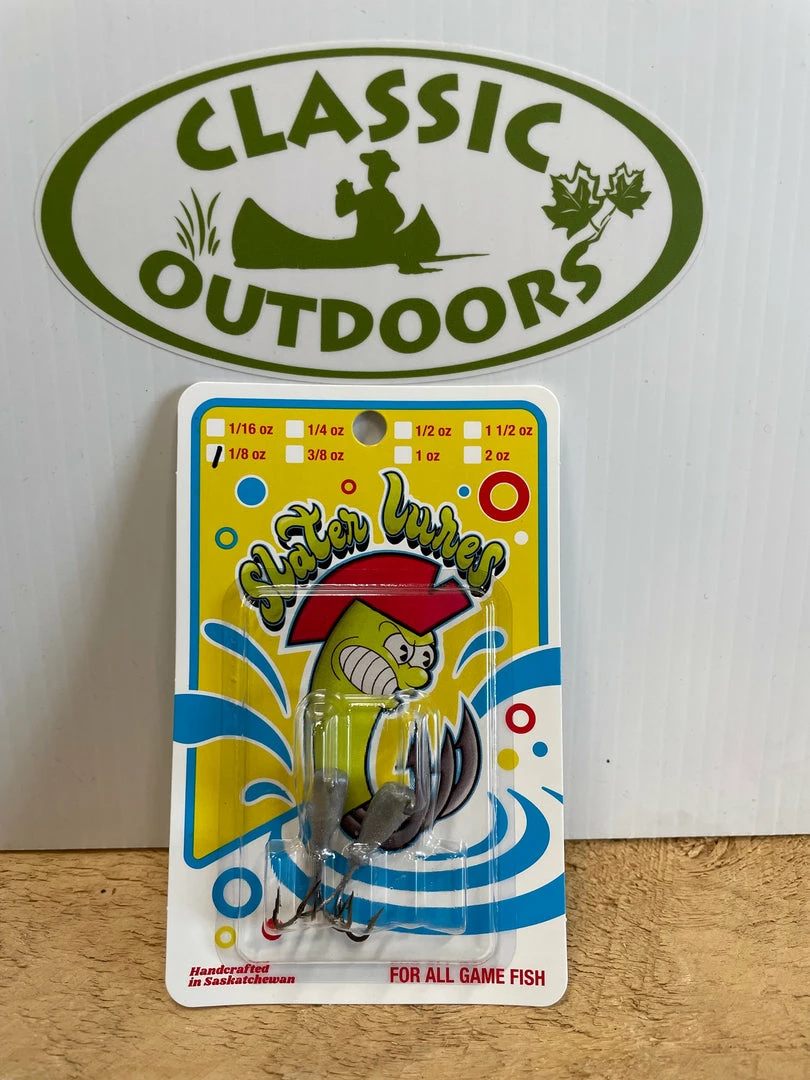 CLASSIC
OUTDOORS
1/16 oz 1/4 oz 1/2 oz 1 1/2 oz
1/8 oz 3/8 oz 1 oz 2 oz
Slater Lures
Handcrafted
in Saskatchewan
FOR ALL GAME FISH